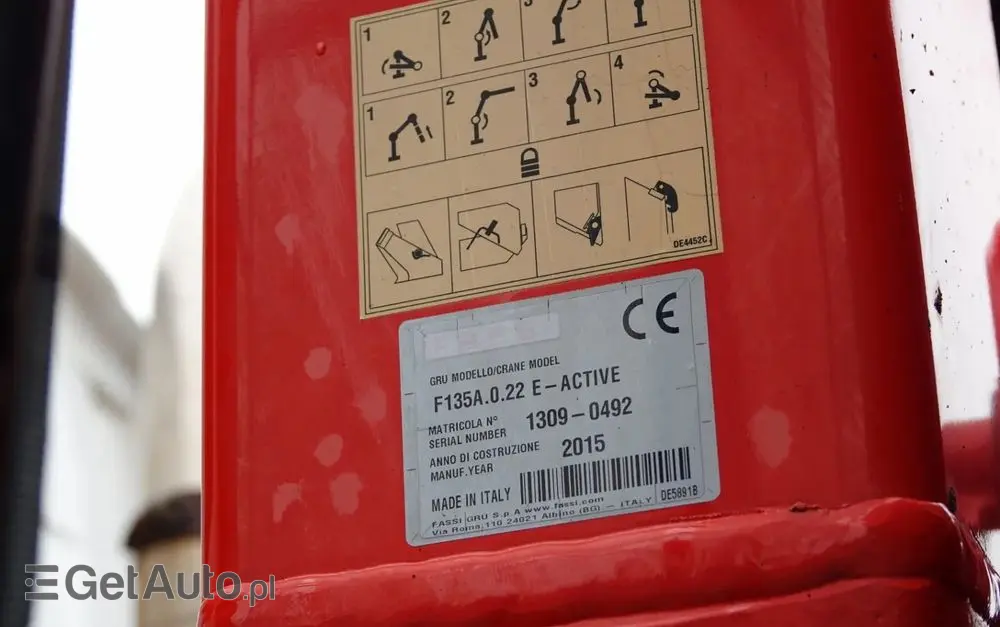 1
2
3
1
2
3
4
DE4452C
CE
GRU MODELLO/CRANE MODEL
F135A.0.22 E-ACTIVE
MATRICOLA N°
SERIAL NUMBER 1309-0492
ANNO DI COSTRUZIONE
MANUF.YEAR 2015
MADE IN ITALY
DE5891B
FASSI GRU S.p.A www.fassi.com
Via Roma,110 24021 Albino (BG) - ITALY
GetAuto.pl